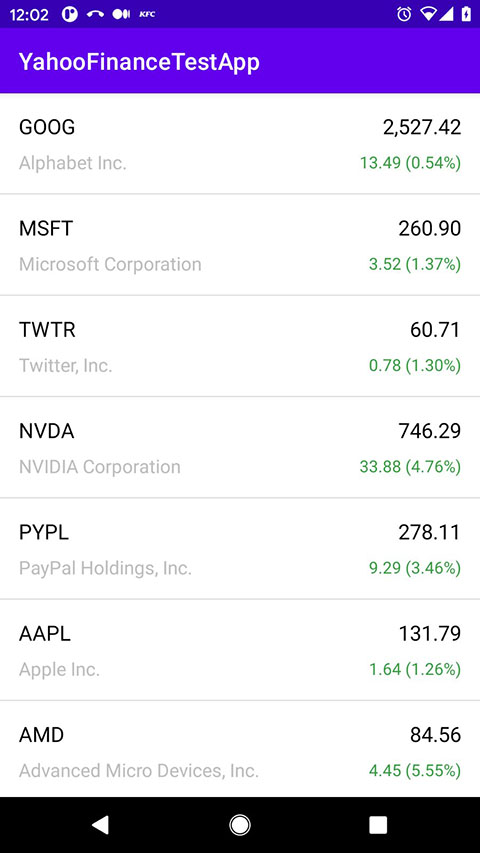 12:02 KFC
YahooFinanceTestApp
GOOG 2,527.42
Alphabet Inc. 13.49 (0.54%)
MSFT 260.90
Microsoft Corporation 3.52 (1.37%)
TWTR 60.71
Twitter, Inc. 0.78 (1.30%)
NVDA 746.29
NVIDIA Corporation 33.88 (4.76%)
PYPL 278.11
PayPal Holdings, Inc. 9.29 (3.46%)
AAPL 131.79
Apple Inc. 1.64 (1.26%)
AMD 84.56
Advanced Micro Devices, Inc. 4.45 (5.55%)